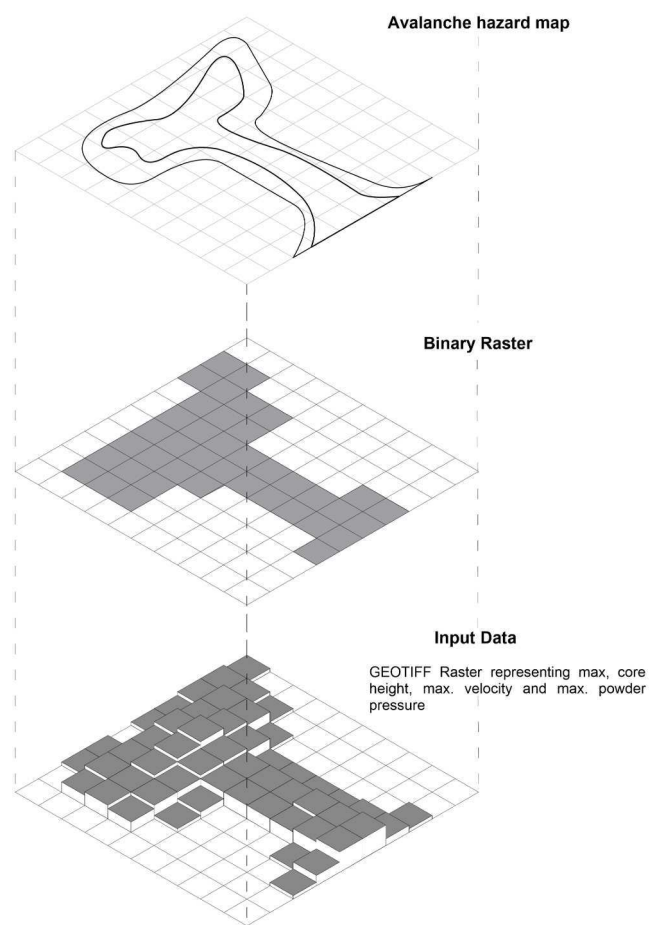 Avalanche hazard map
Binary Raster
Input Data
GEOTIFF Raster representing max, core
height, max. velocity and max. powder
pressure